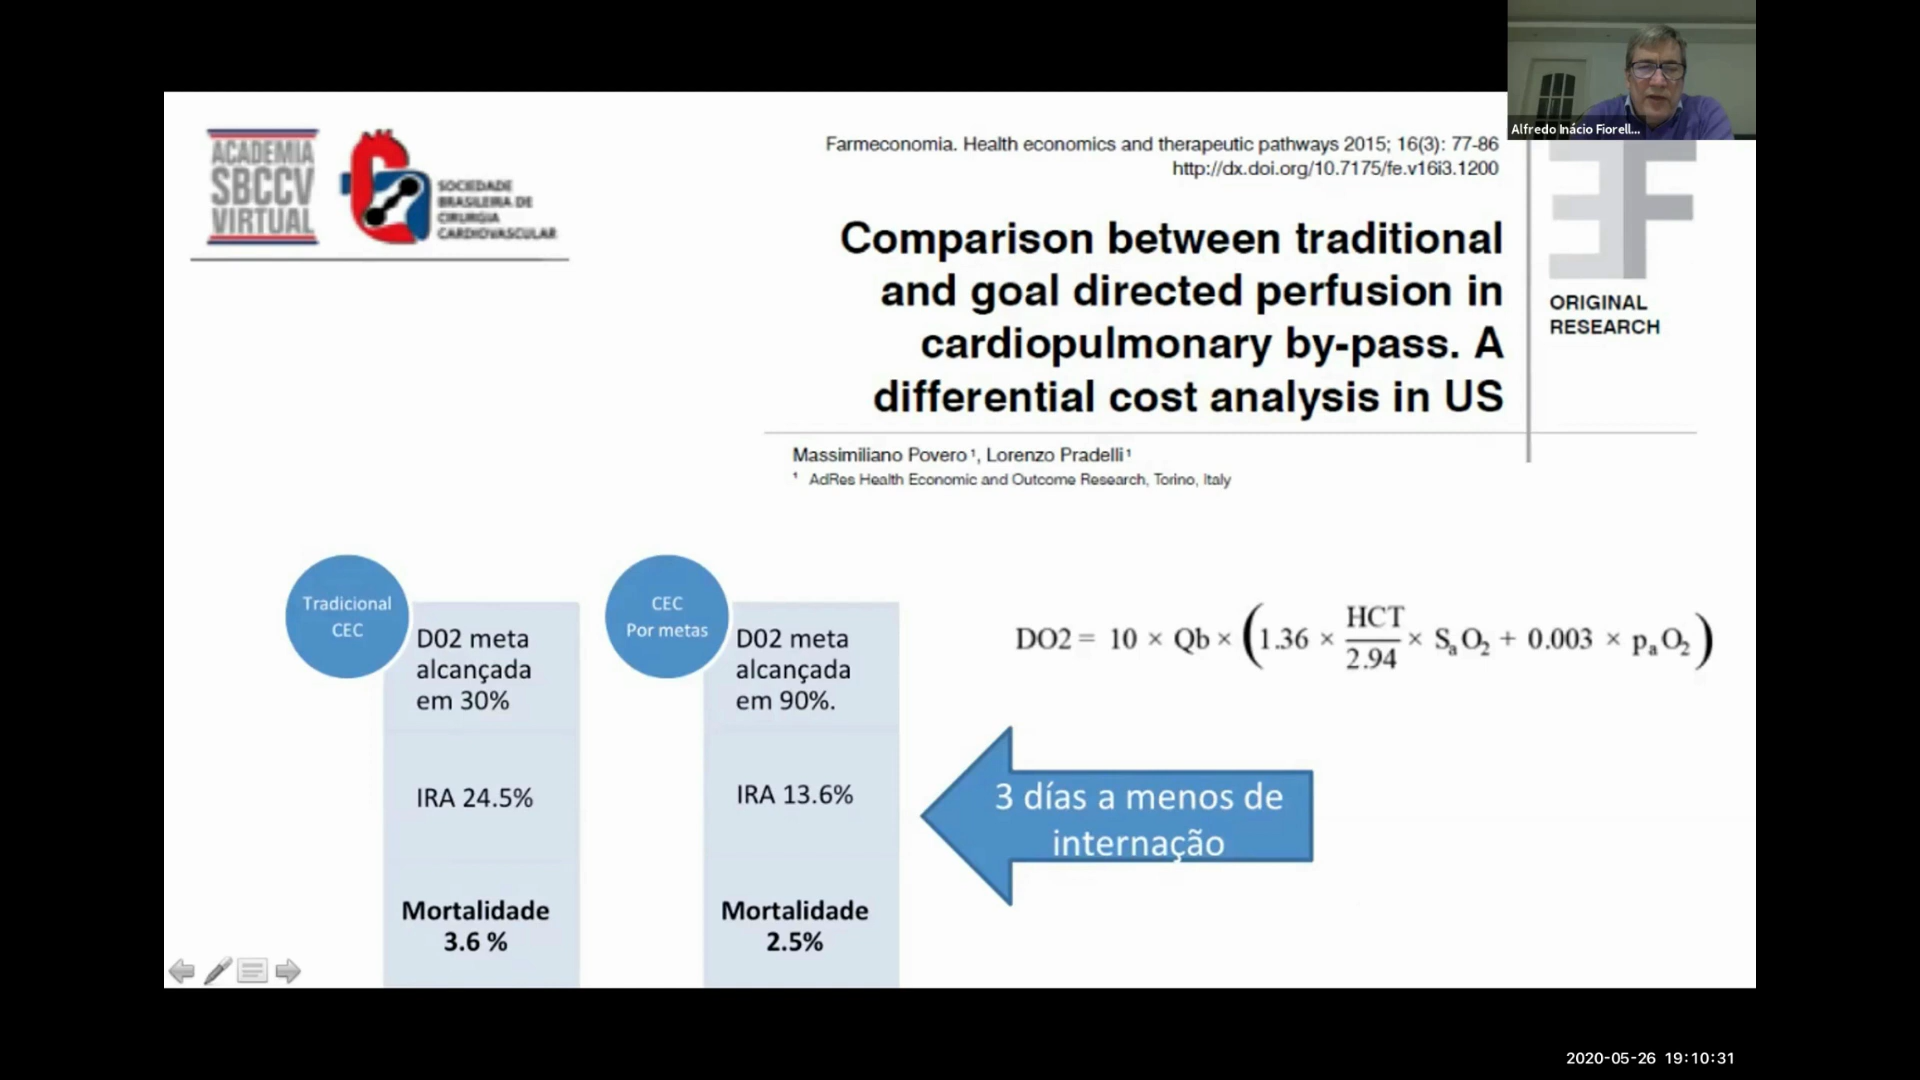 Alfredo Inácio Fiorell...
ACADEMIA
SBCCV
VIRTUAL
SOCIEDADE
BRASILEIRA DE
CIRURGIA
CARDIOVASCULAR
Farmeconomia. Health economics and therapeutic pathways 2015; 16(3): 77-86
http://dx.doi.org/10.7175/fe.v16i3.1200
Comparison between traditional
and goal directed perfusion in
cardiopulmonary by-pass. A
differential cost analysis in US
ORIGINAL
RESEARCH
Massimiliano Povero¹, Lorenzo Pradelli¹
¹ AdRes Health Economic and Outcome Research, Torino, Italy
Tradicional
CEC
D02 meta
alcançada
em 30%
IRA 24.5%
Mortalidade
3.6 %
CEC
Por metas
D02 meta
alcançada
em 90%.
IRA 13.6%
Mortalidade
2.5%
DO2 = 10 × Qb × (1.36 × HCT/2.94 × SaO2 + 0.003 × paO2)
3 días a menos de
internação
2020-05-26 19:10:31